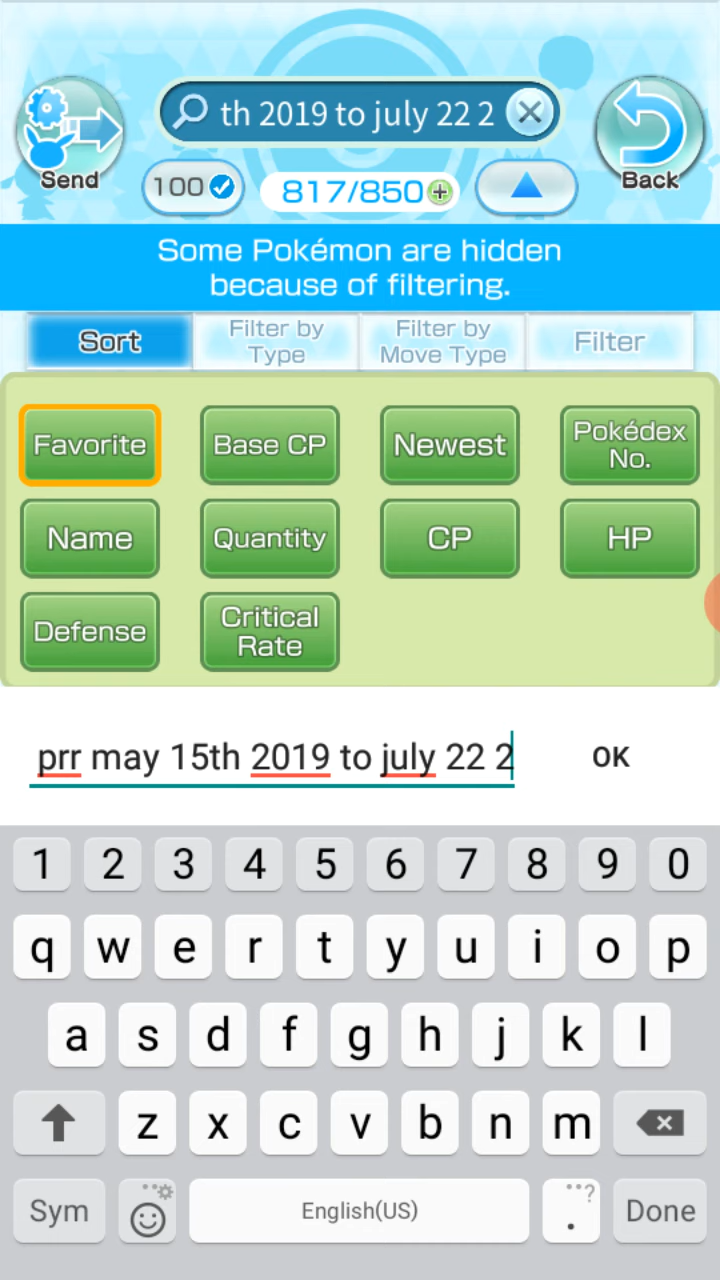 th 2019 to july 22 2
Send
Back
100
817/850
Some Pokémon are hidden
because of filtering.
Sort
Filter by
Type
Filter by
Move Type
Filter
Favorite
Base CP
Newest
Pokédex
No.
Name
Quantity
CP
HP
Defense
Critical
Rate
prr may 15th 2019 to july 22 2
OK
1 2 3 4 5 6 7 8 9 0
q w e r t y u i o p
a s d f g h j k l
z x c v b n m
Sym
English(US)
. ?
Done